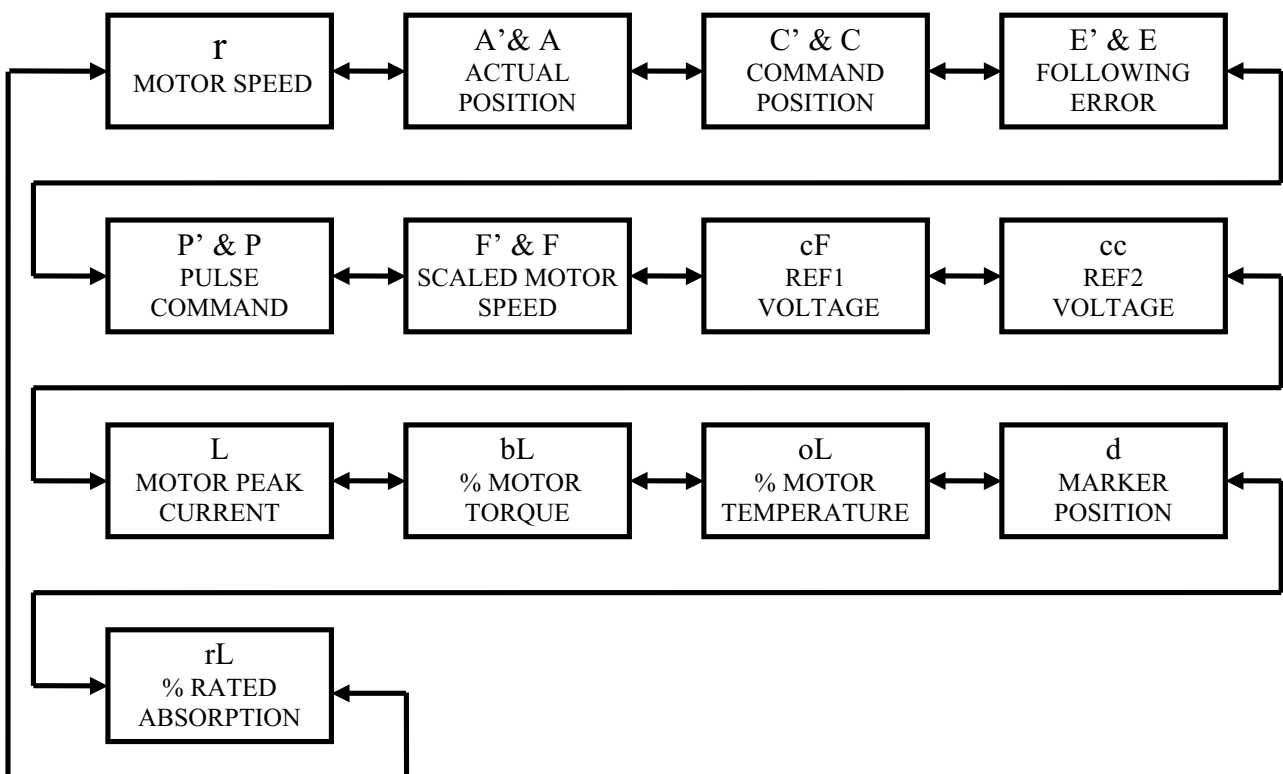 r
MOTOR SPEED
A’& A
ACTUAL
POSITION
C’ & C
COMMAND
POSITION
E’ & E
FOLLOWING
ERROR
P’ & P
PULSE
COMMAND
F’ & F
SCALED MOTOR
SPEED
cF
REF1
VOLTAGE
cc
REF2
VOLTAGE
L
MOTOR PEAK
CURRENT
bL
% MOTOR
TORQUE
oL
% MOTOR
TEMPERATURE
d
MARKER
POSITION
rL
% RATED
ABSORPTION